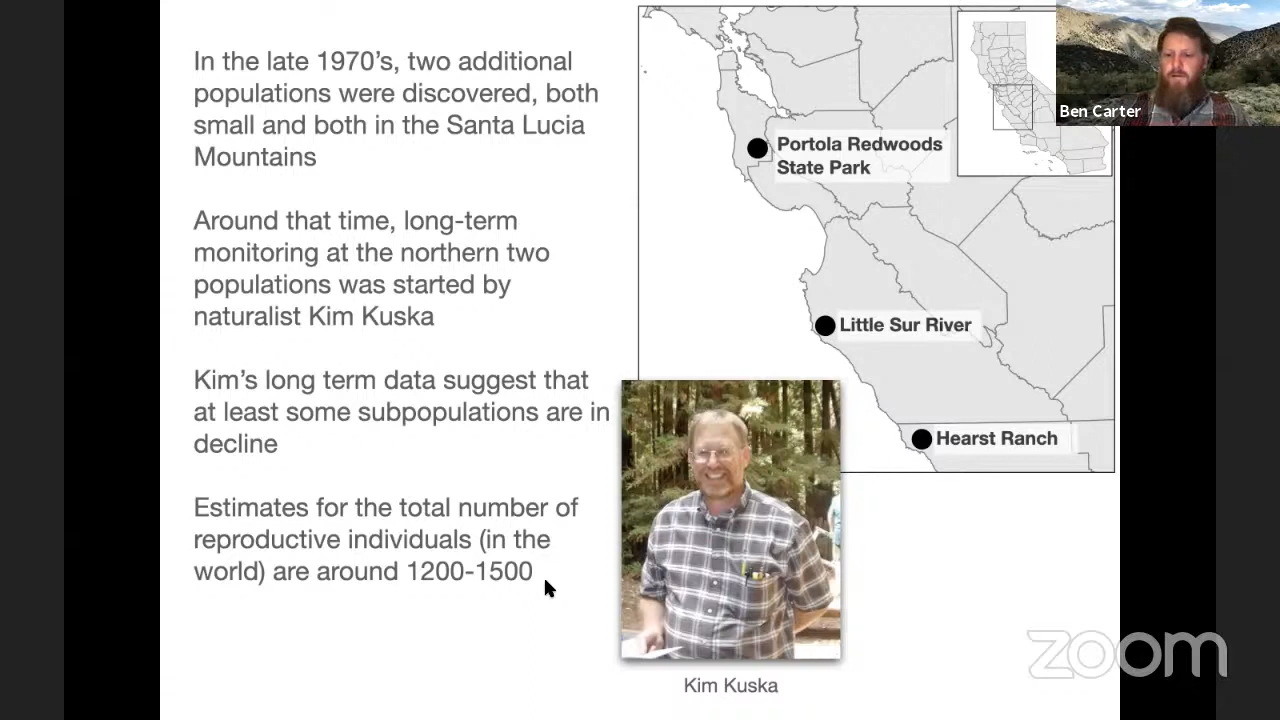 In the late 1970's, two additional
populations were discovered, both
small and both in the Santa Lucia
Mountains
Around that time, long-term
monitoring at the northern two
populations was started by
naturalist Kim Kuska
Kim's long term data suggest that
at least some subpopulations are in
decline
Estimates for the total number of
reproductive individuals (in the
world) are around 1200-1500
Portola Redwoods
State Park
Little Sur River
Hearst Ranch
Kim Kuska
Ben Carter
zoom